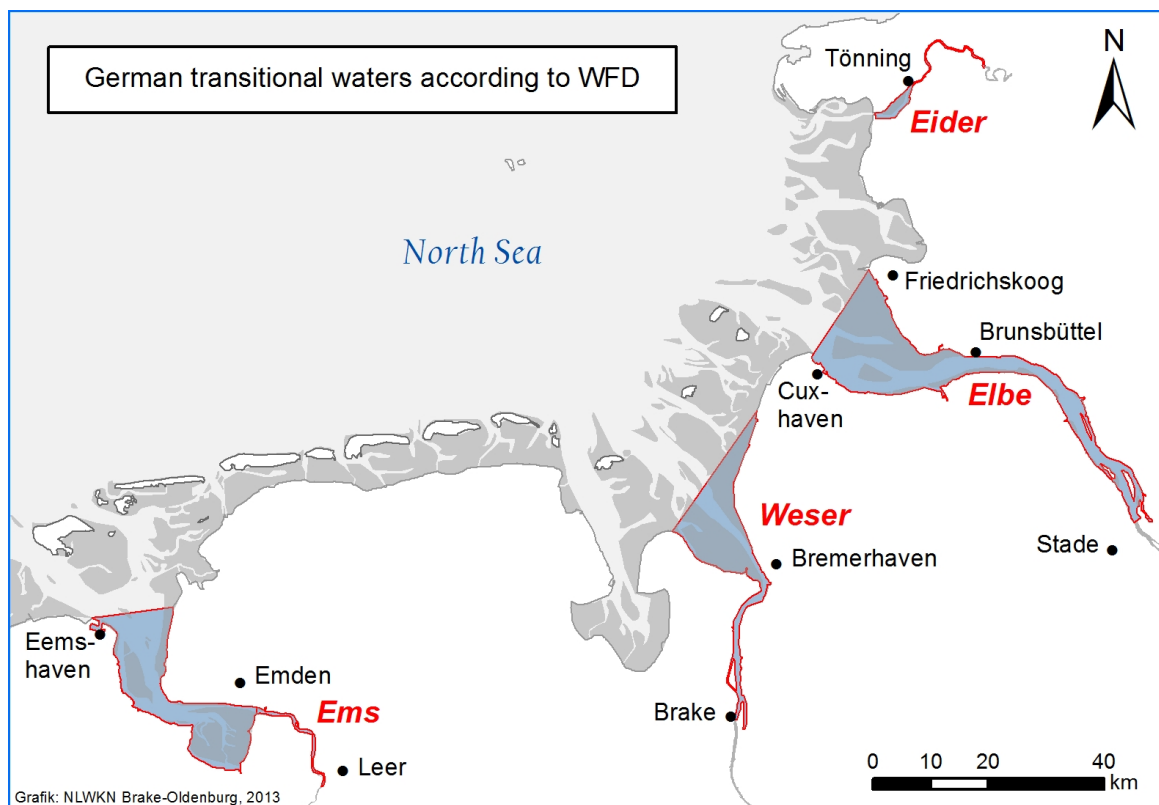 German transitional waters according to WFD
N
Tönning
Eider
North Sea
Friedrichskoog
Brunsbüttel
Cux-
haven
Elbe
Weser
Stade
Bremerhaven
Eems-
haven
Emden
Ems
Brake
Leer
0 10 20 40
km
Grafik: NLWKN Brake-Oldenburg, 2013